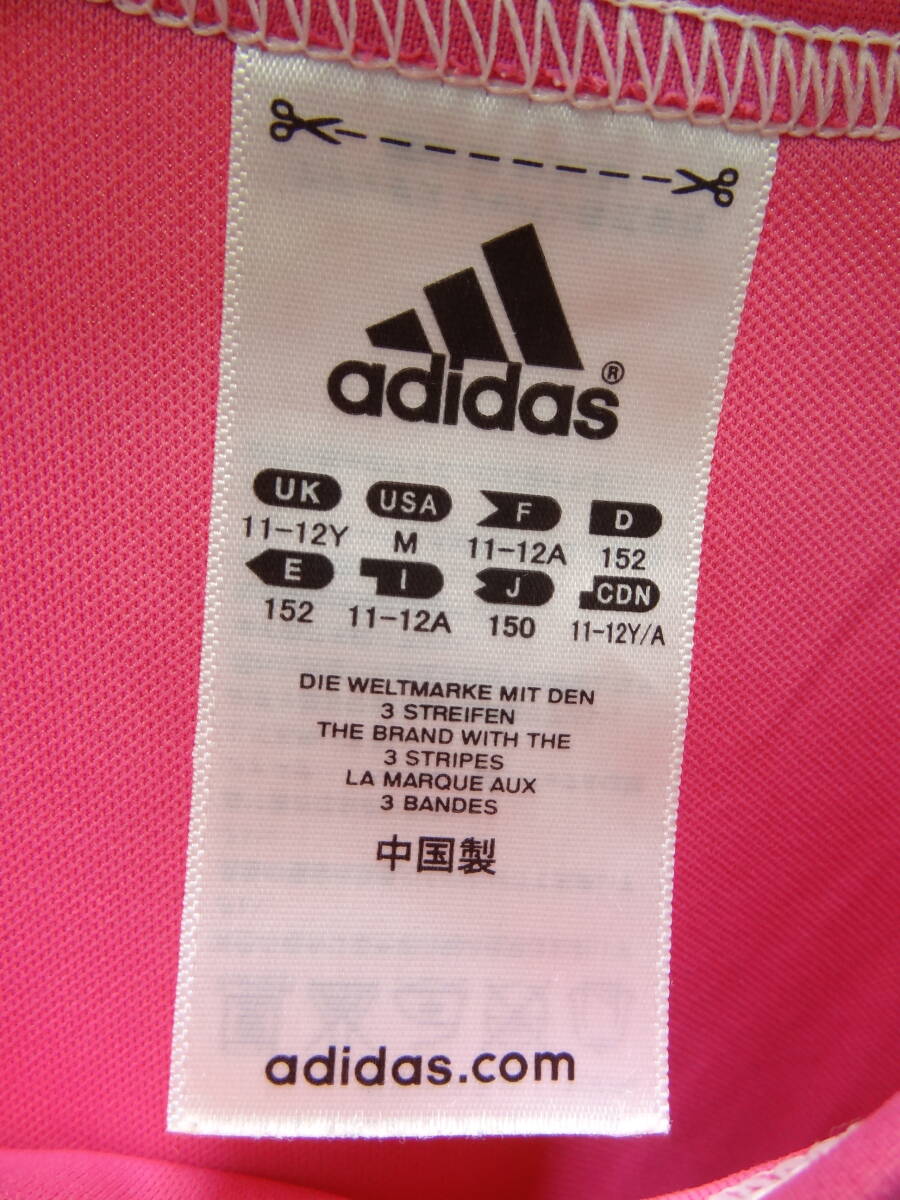 adidas®
UK USA F D
11-12Y M 11-12A 152
E I J CDN
152 11-12A 150 11-12Y/A
DIE WELTMARKE MIT DEN
3 STREIFEN
THE BRAND WITH THE
3 STRIPES
LA MARQUE AUX
3 BANDES
中国製
adidas.com